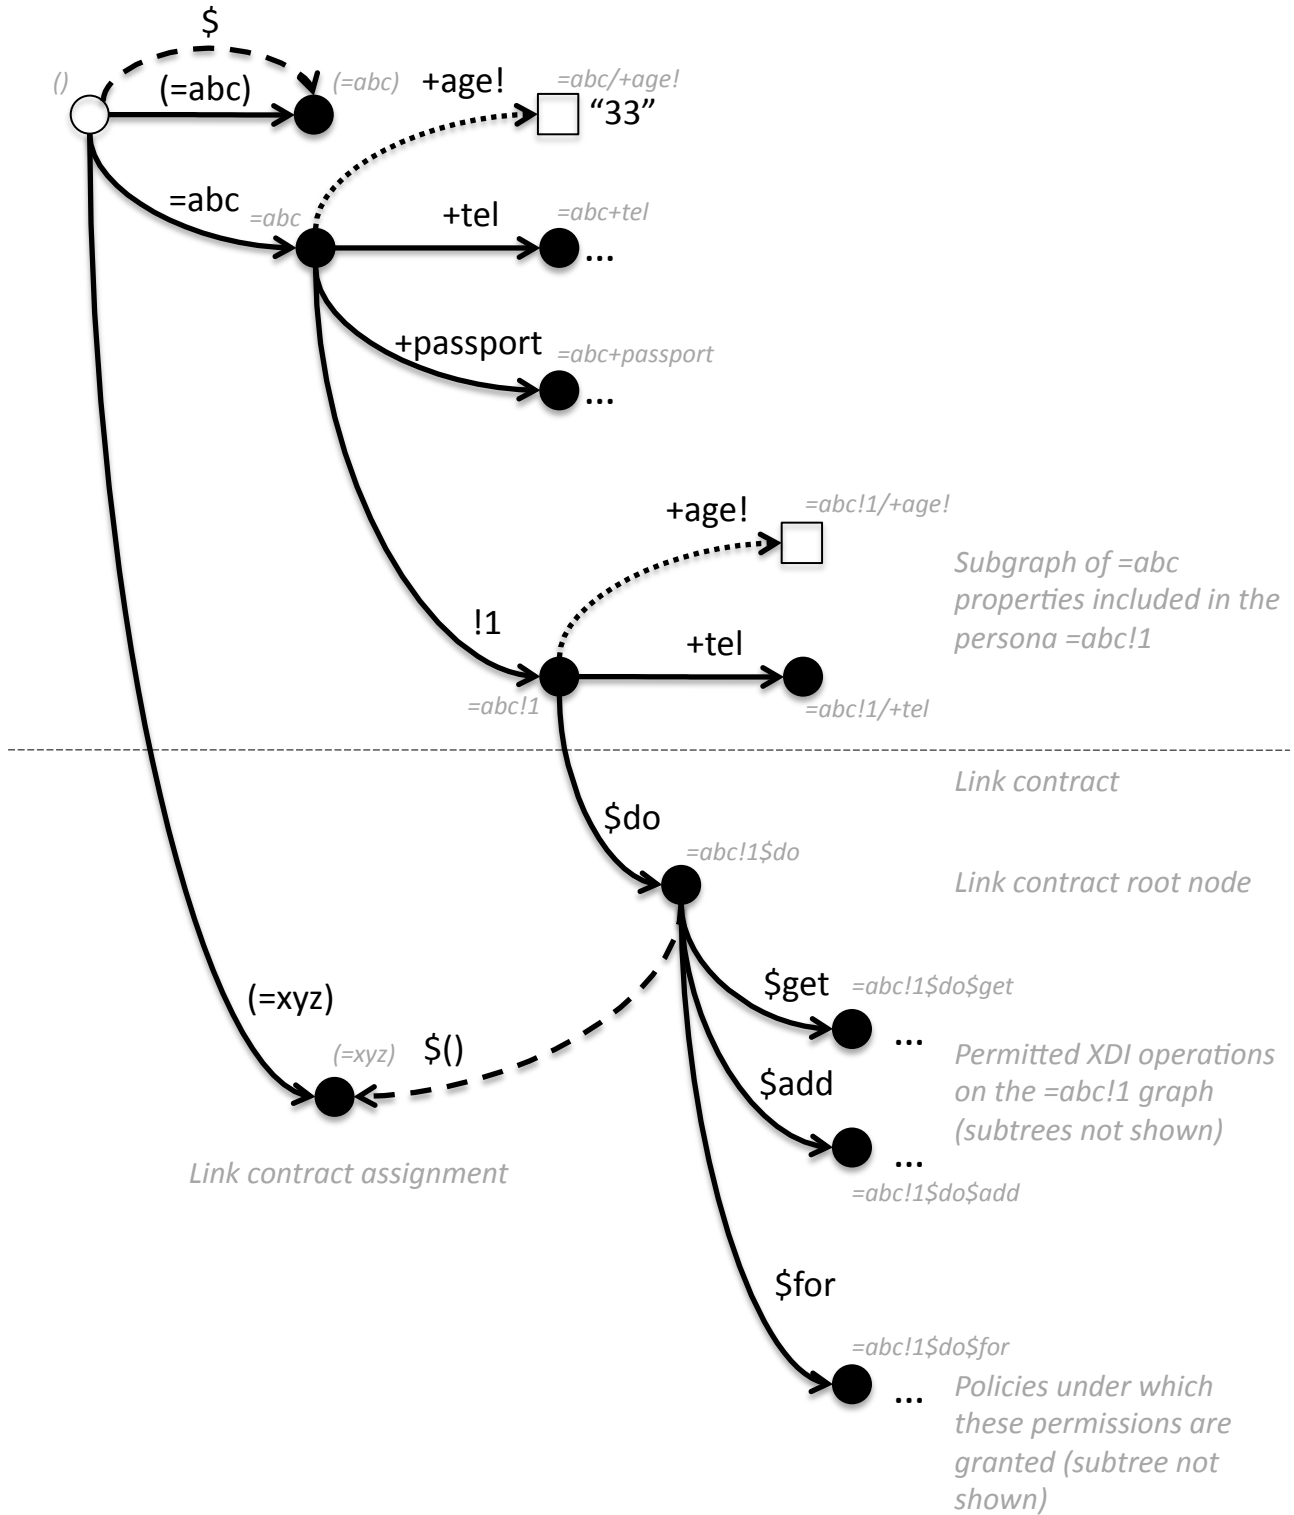 $
()
(=abc)
(=abc)
+age!
=abc/+age!
“33”
=abc
=abc
+tel
=abc+tel
...
+passport
=abc+passport
...
+age!
=abc!1/+age!
Subgraph of =abc
properties included in the
persona =abc!1
!1
+tel
=abc!1
=abc!1/+tel
Link contract
$do
=abc!1$do
Link contract root node
$get
=abc!1$do$get
...
(=xyz)
(=xyz)
$()
Permitted XDI operations
on the =abc!1 graph
(subtrees not shown)
$add
...
=abc!1$do$add
Link contract assignment
$for
=abc!1$do$for
...
Policies under which
these permissions are
granted (subtree not
shown)